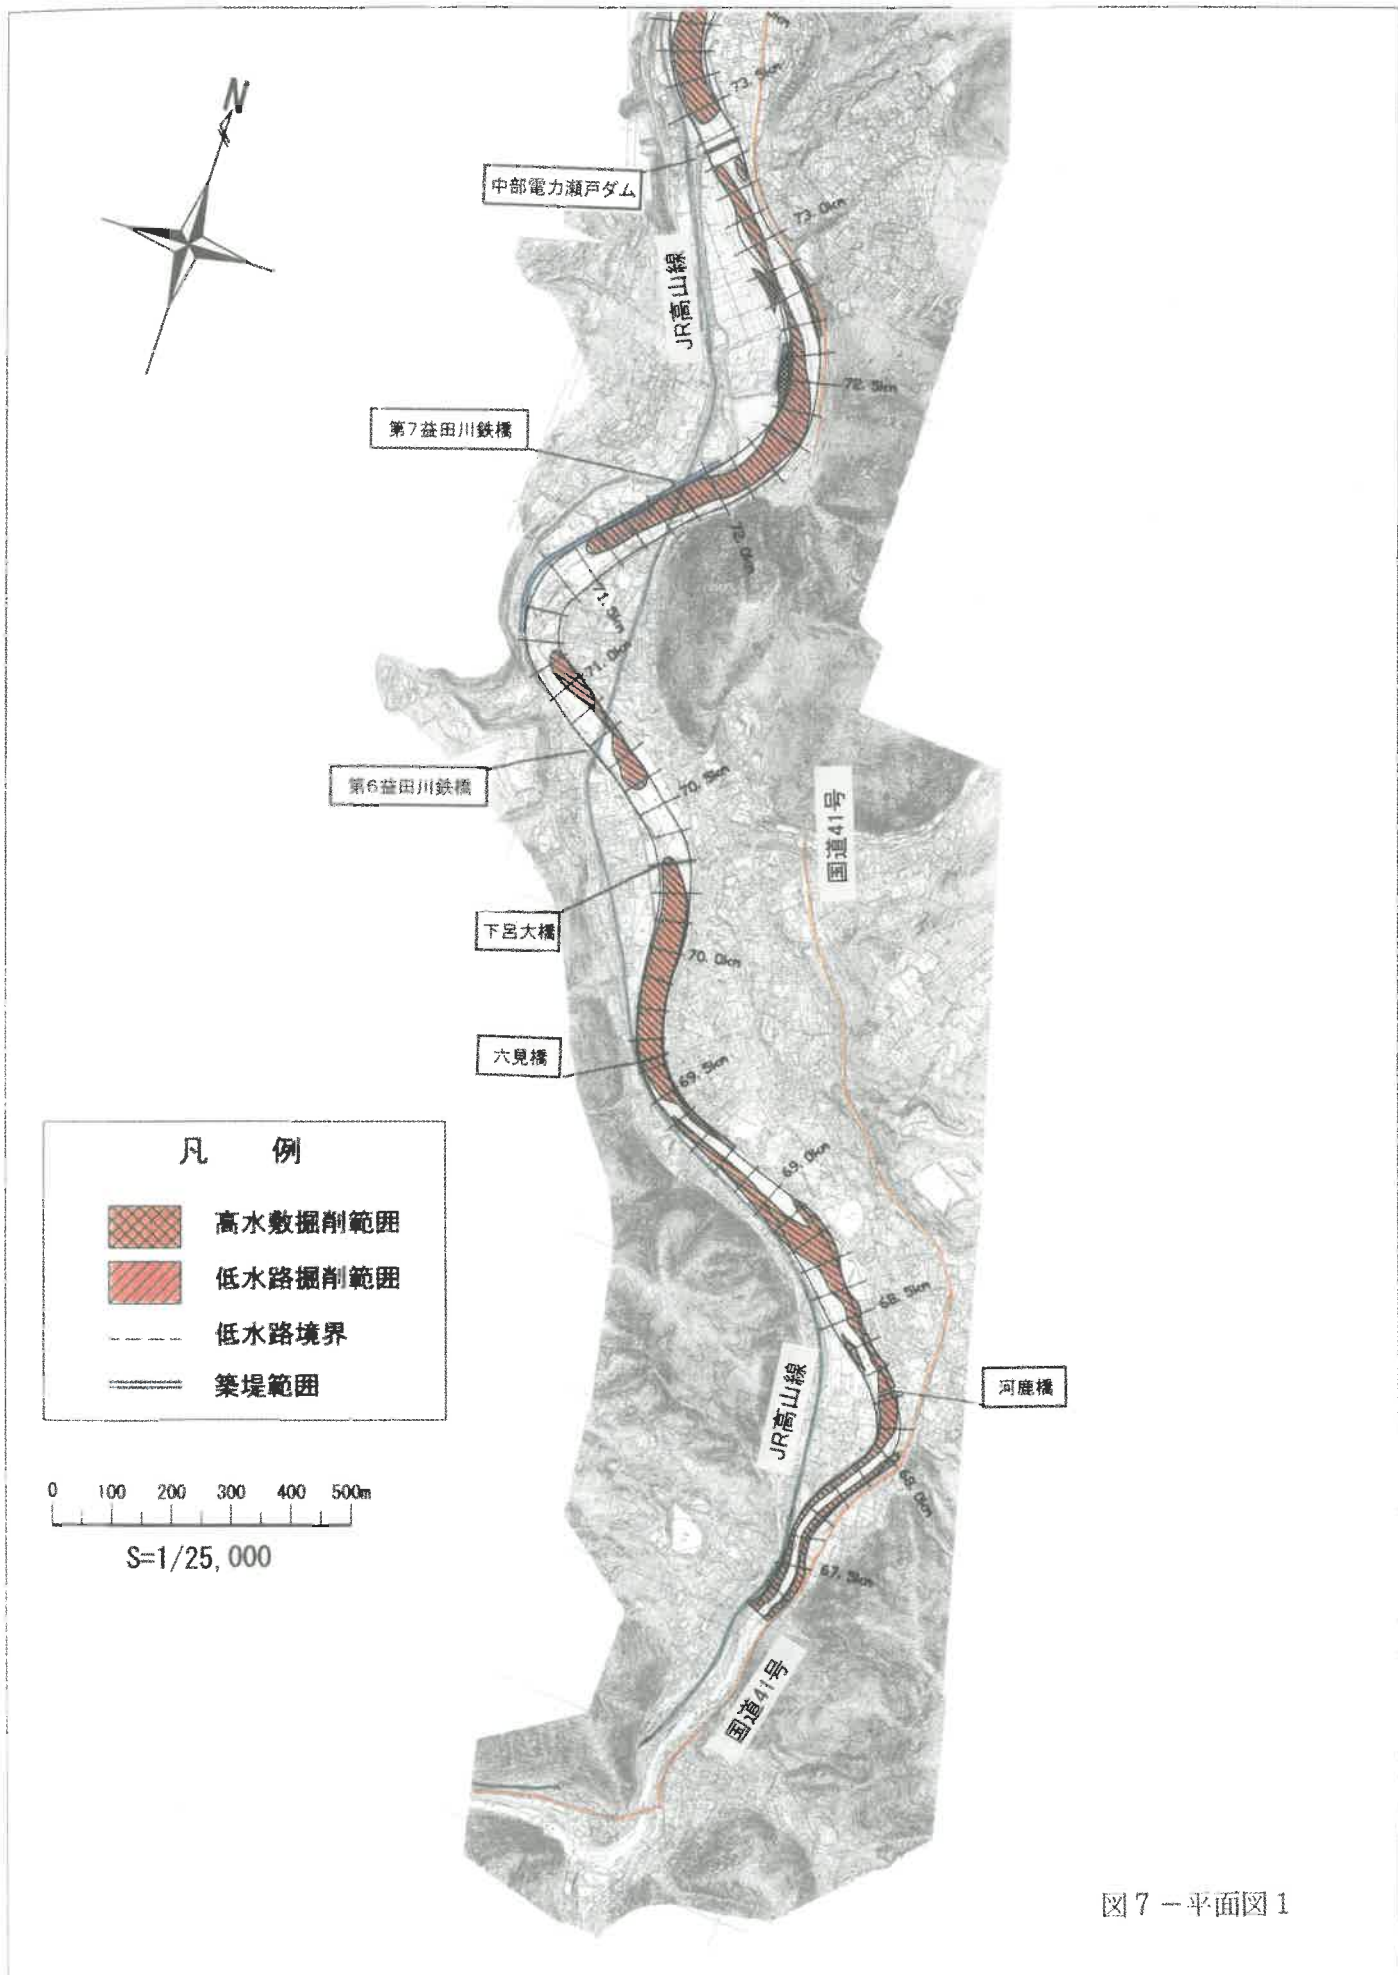 N
73.5km
中部電力瀬戸ダム
73.0km
JR高山線
72.5km
第7益田川鉄橋
72.0km
71.5km
71.0km
第6益田川鉄橋
70.5km
国道41号
下呂大橋
70.0km
六見橋
69.5km
凡 例
高水敷掘削範囲
低水路掘削範囲
低水路境界
築堤範囲
69.0km
68.5km
JR高山線
河鹿橋
68.0km
0 100 200 300 400 500m
S=1/25,000
67.5km
国道41号
図7－平面図1